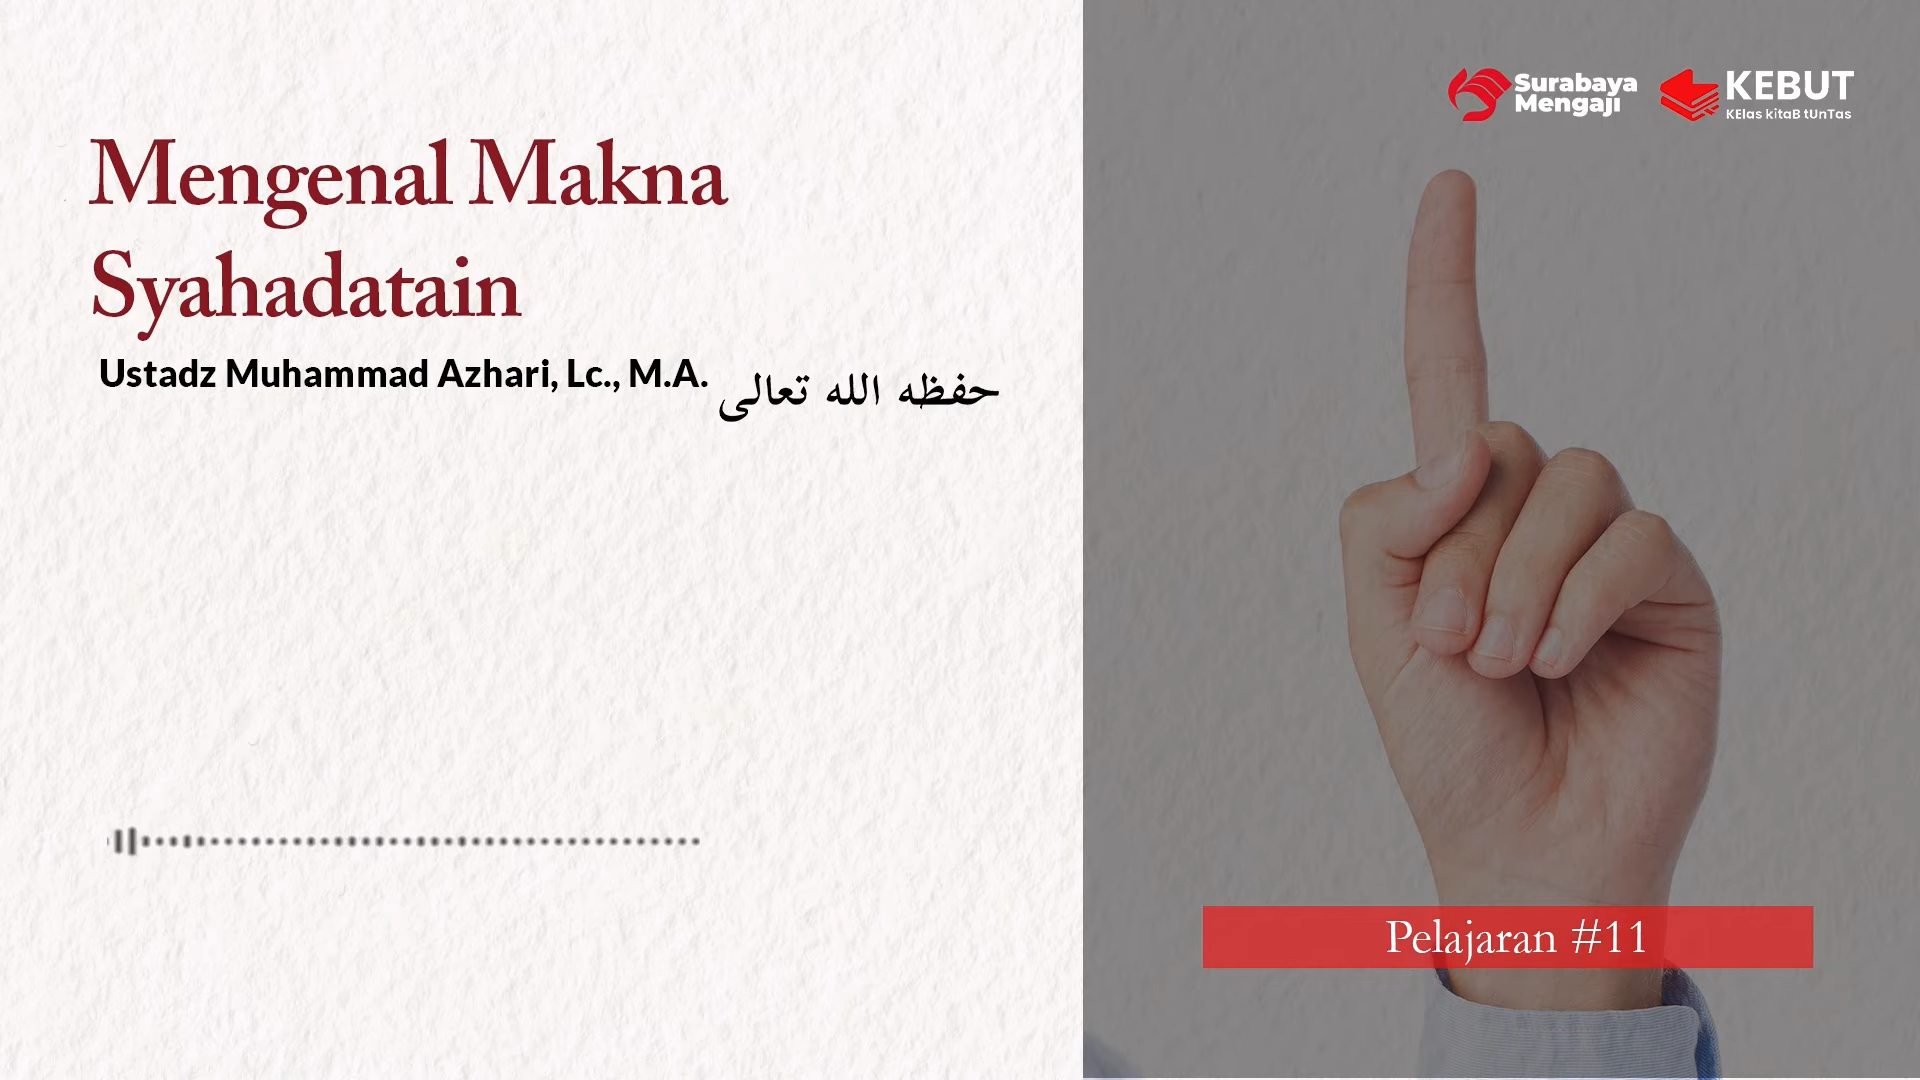 Mengenal Makna
Syahadatain
Ustadz Muhammad Azhari, Lc., M.A. حفظه الله تعالى
Surabaya
Mengaji
KEBUT
KElas kitaB tUnTas
Pelajaran #11